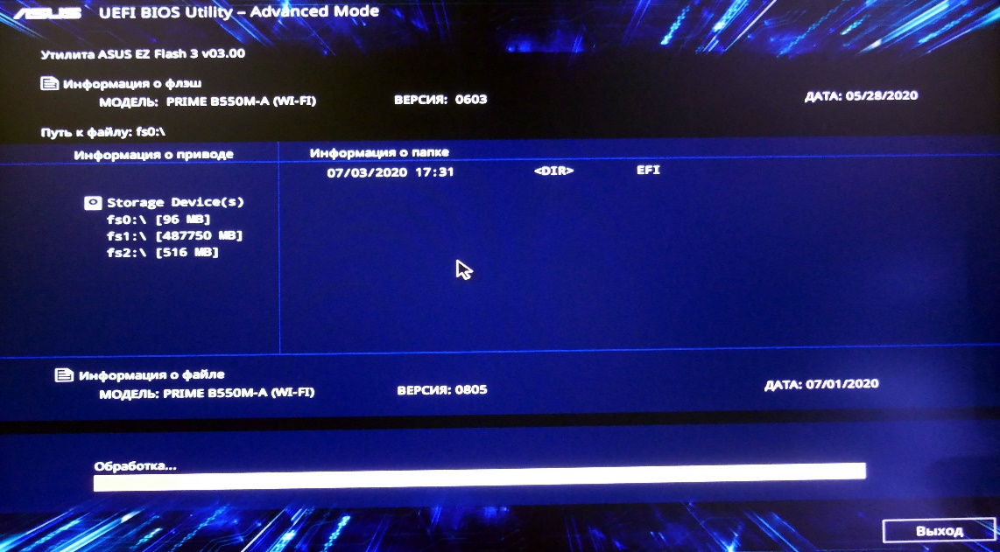 ASUS UEFI BIOS Utility – Advanced Mode
Утилита ASUS EZ Flash 3 v03.00
Информация о флэш
МОДЕЛЬ: PRIME B550M-A (WI-FI) ВЕРСИЯ: 0603 ДАТА: 05/28/2020
Путь к файлу: fs0:\
Информация о приводе Информация о папке
07/03/2020 17:31 <DIR> EFI
Storage Device(s)
fs0:\ [96 MB]
fs1:\ [487750 MB]
fs2:\ [516 MB]
Информация о файле
МОДЕЛЬ: PRIME B550M-A (WI-FI) ВЕРСИЯ: 0805 ДАТА: 07/01/2020
Обработка...
Выход